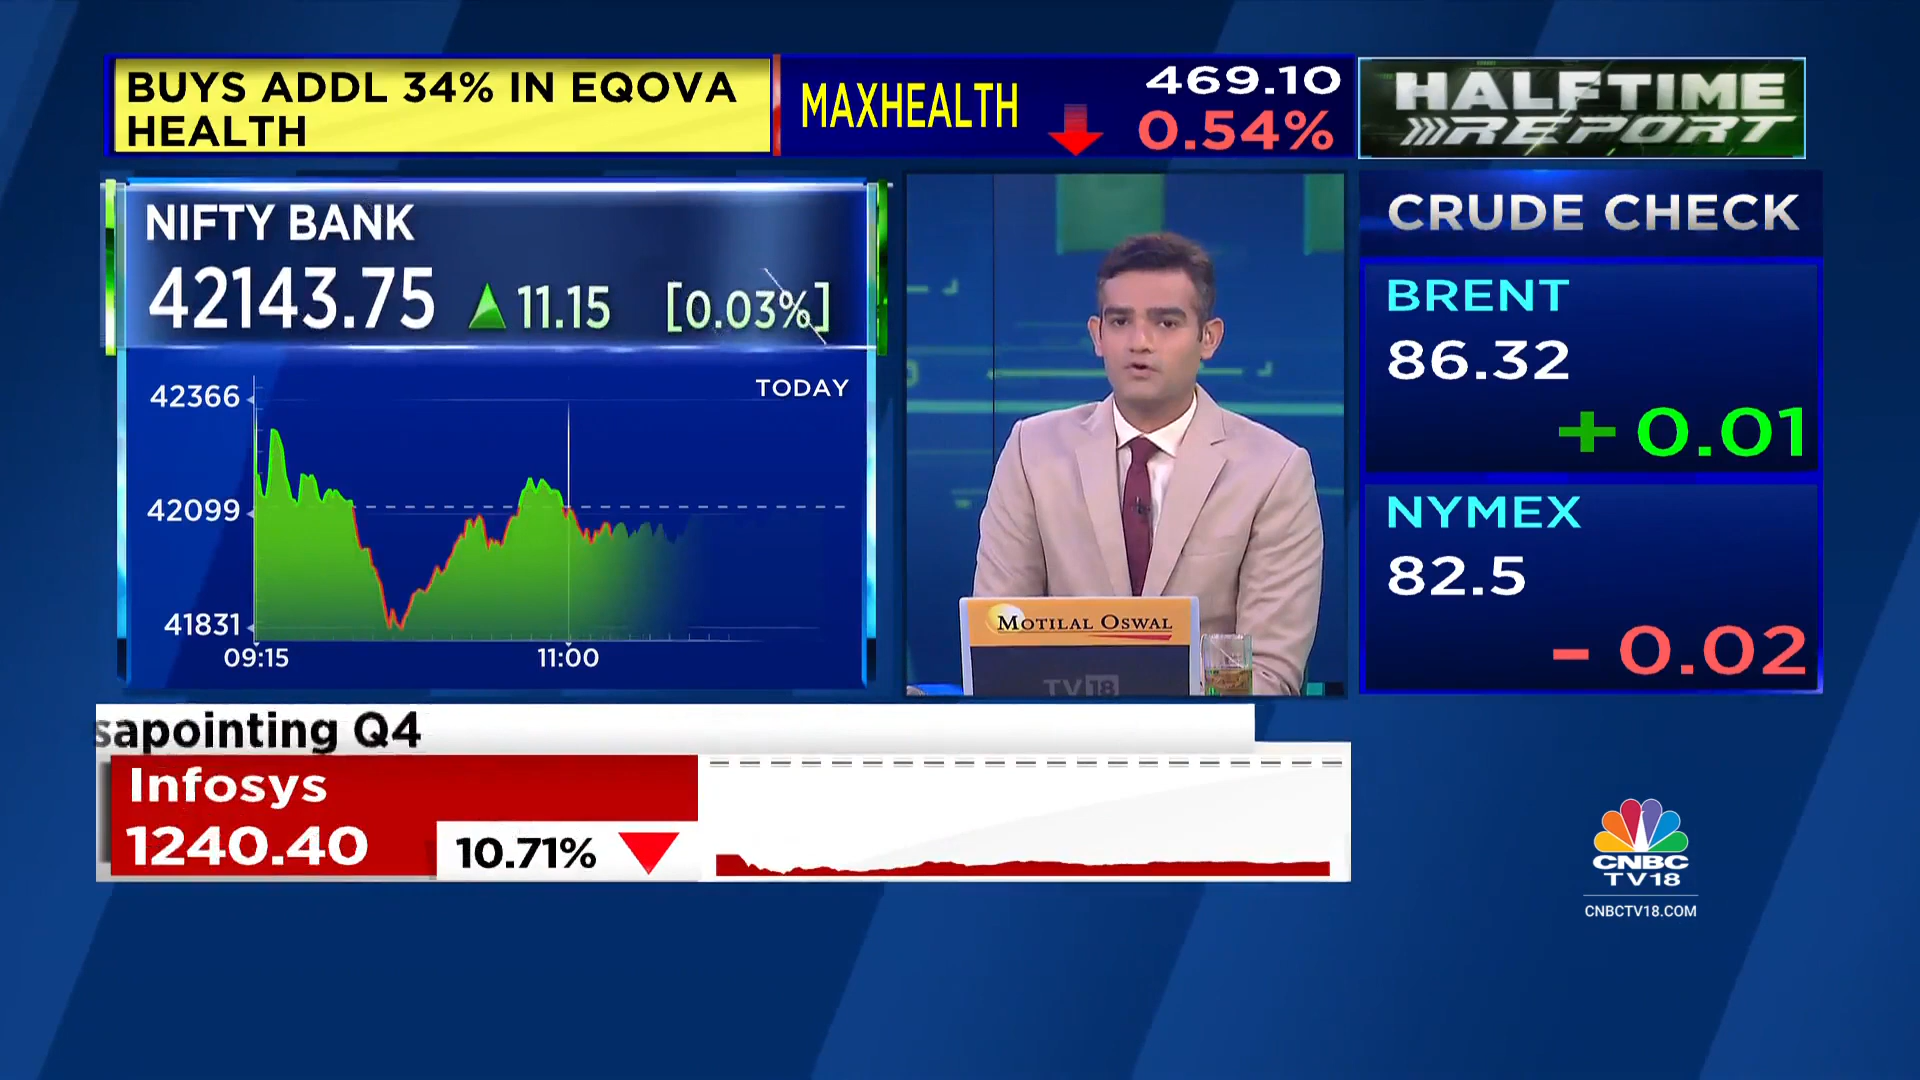 BUYS ADDL 34% IN EQOVA
HEALTH
MAXHEALTH
469.10
0.54%
HALFTIME
REPORT
NIFTY BANK
42143.75
11.15
[0.03%]
TODAY
42366
42099
41831
09:15
11:00
MOTILAL OSWAL
TV18
CRUDE CHECK
BRENT
86.32
+ 0.01
NYMEX
82.5
- 0.02
sapointing Q4
Infosys
1240.40
10.71%
CNBC
TV18
CNBCTV18.COM